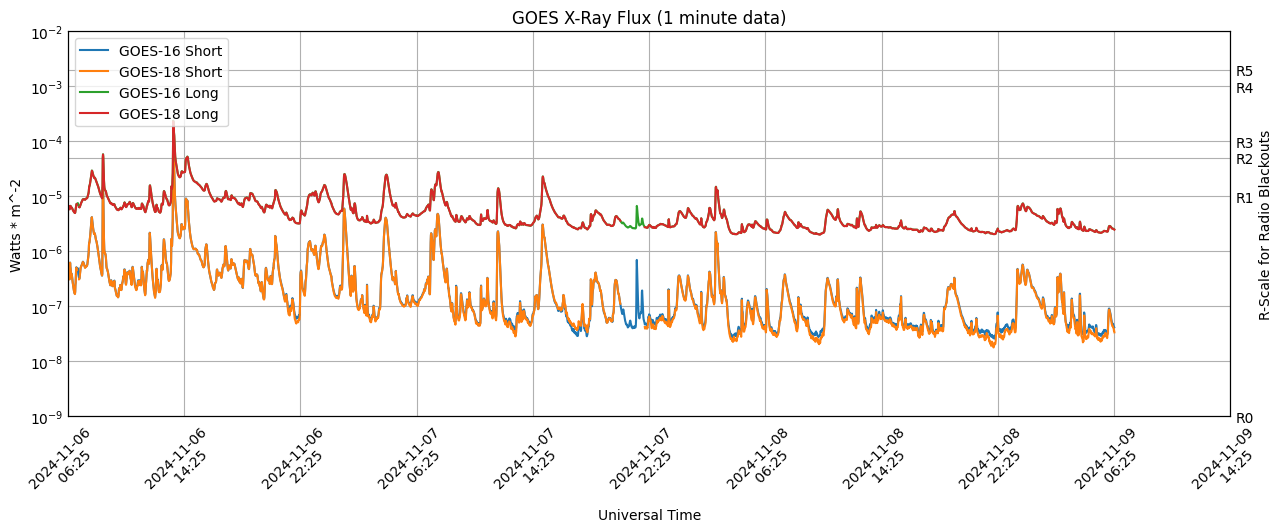 GOES X-Ray Flux (1 minute data)
10^-2
10^-3
10^-4
10^-5
10^-6
10^-7
10^-8
10^-9
Watts * m^-2
GOES-16 Short
GOES-18 Short
GOES-16 Long
GOES-18 Long
R5
R4
R3
R2
R1
R0
R-Scale for Radio Blackouts
2024-11-06
06:25
2024-11-06
14:25
2024-11-06
22:25
2024-11-07
06:25
2024-11-07
14:25
2024-11-07
22:25
2024-11-08
06:25
2024-11-08
14:25
2024-11-08
22:25
2024-11-09
06:25
2024-11-09
14:25
Universal Time